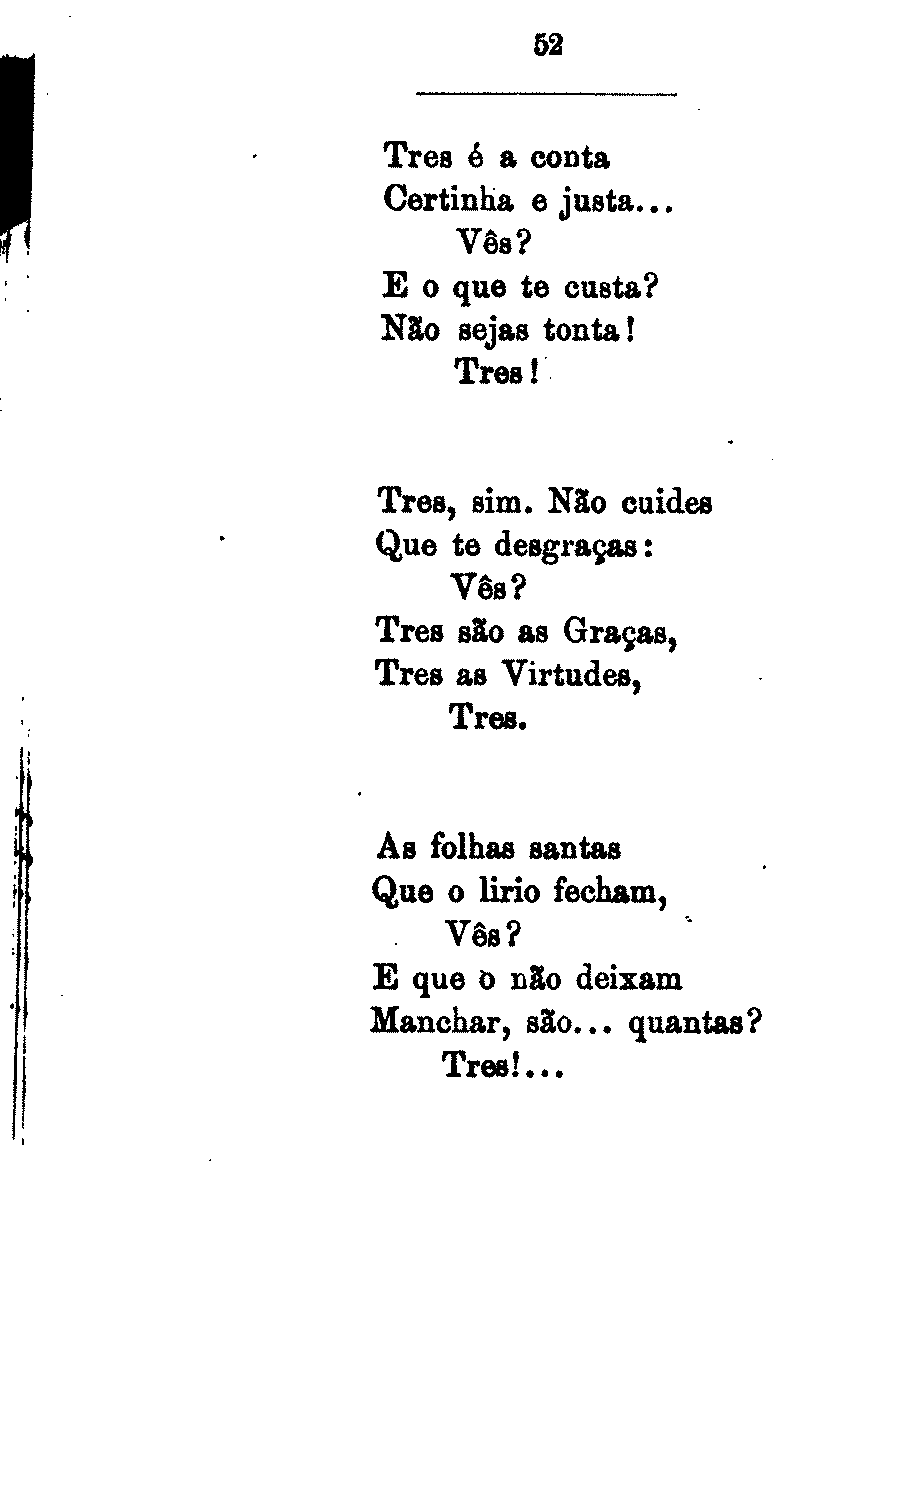 52
Tres é a conta
Certinha e justa...
Vês?
E o que te custa?
Não sejas tonta!
Tres!
Tres, sim. Não cuides
Que te desgraças:
Vês?
Tres são as Graças,
Tres as Virtudes,
Tres.
As folhas santas
Que o lirio fecham,
Vês?
E que o não deixam
Manchar, são... quantas?
Tres!...